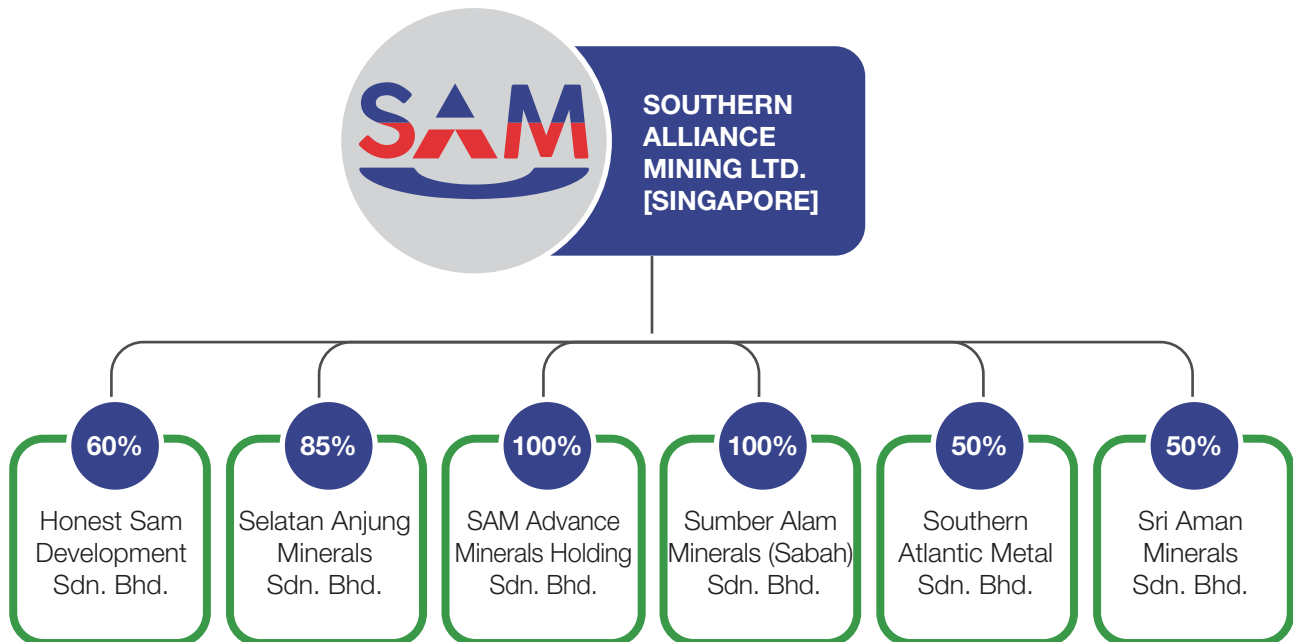 SAM
SOUTHERN
ALLIANCE
MINING LTD.
[SINGAPORE]
60%
Honest Sam
Development
Sdn. Bhd.
85%
Selatan Anjung
Minerals
Sdn. Bhd.
100%
SAM Advance
Minerals Holding
Sdn. Bhd.
100%
Sumber Alam
Minerals (Sabah)
Sdn. Bhd.
50%
Southern
Atlantic Metal
Sdn. Bhd.
50%
Sri Aman
Minerals
Sdn. Bhd.